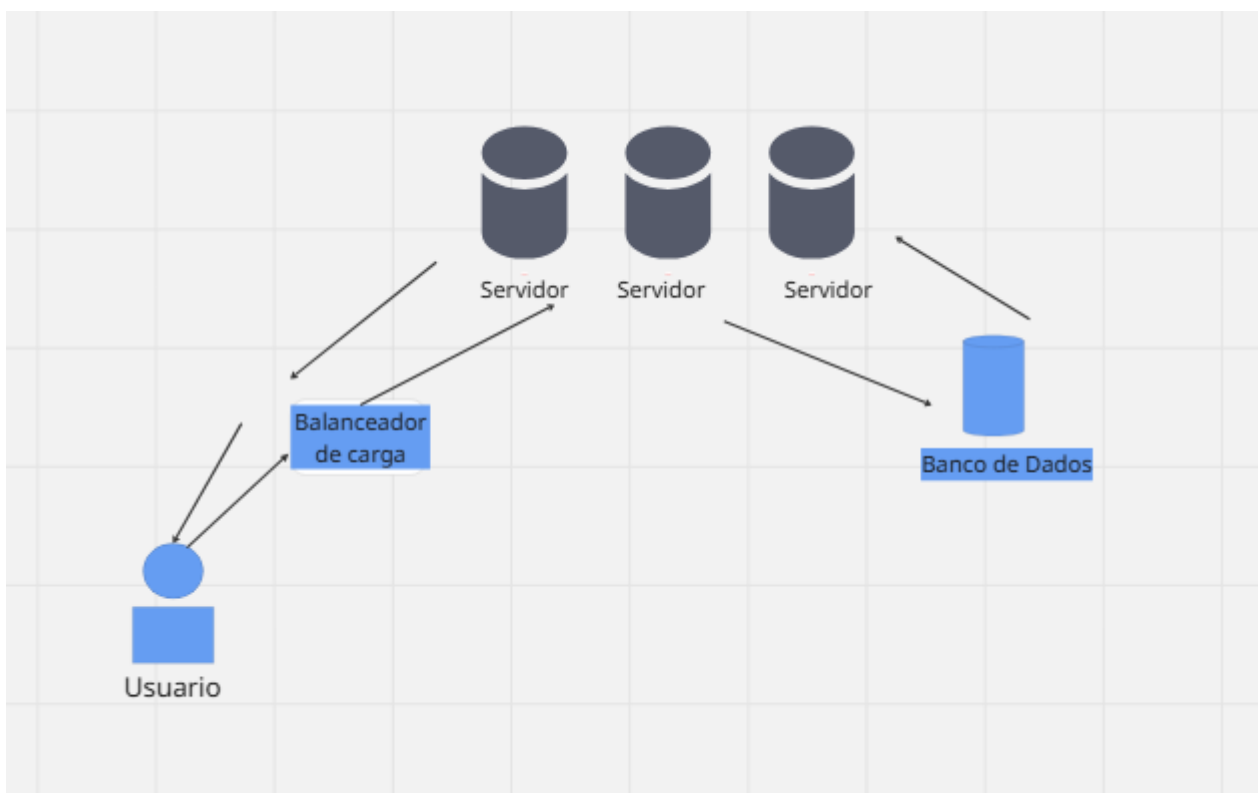 Servidor
Servidor
Servidor
Balanceador
de carga
Banco de Dados
Usuario